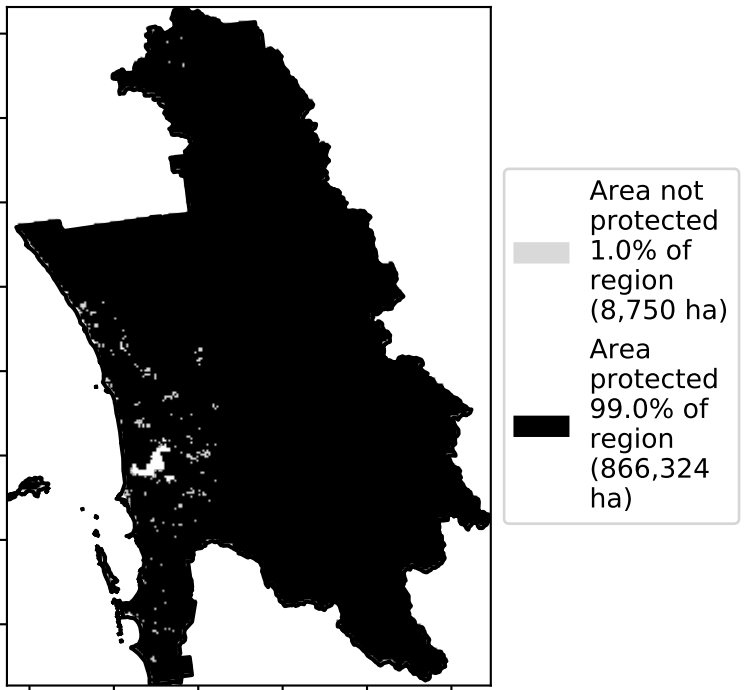 Area not
protected
1.0% of
region
(8,750 ha)
Area
protected
99.0% of
region
(866,324
ha)